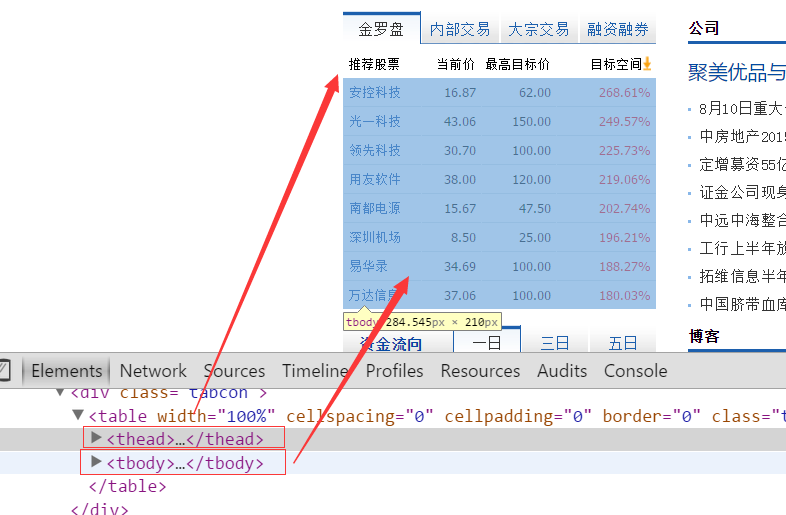 金罗盘 内部交易 大宗交易 融资融券
推荐股票 当前价 最高目标价 目标空间
安控科技 16.87 62.00 268.61%
光一科技 43.06 150.00 249.57%
领先科技 30.70 100.00 225.73%
用友软件 38.00 120.00 219.06%
南都电源 15.67 47.50 202.74%
深圳机场 8.50 25.00 196.21%
易华录 34.69 100.00 188.27%
万达信息 37.06 100.00 180.03%
tbody 284.545px × 210px
资金流向 一日 三日 五日
公司
聚美优品与
8月10日重大
中房地产201
定增募资55亿
证金公司现身
中远中海整合
工行上半年
拓维信息半年
中国脐带血库
博客
Elements Network Sources Timeline Profiles Resources Audits Console
<div class="tabcon">
<table width="100%" cellspacing="0" cellpadding="0" border="0" class="t
<thead>…</thead>
<tbody>…</tbody>
</table>
</div>